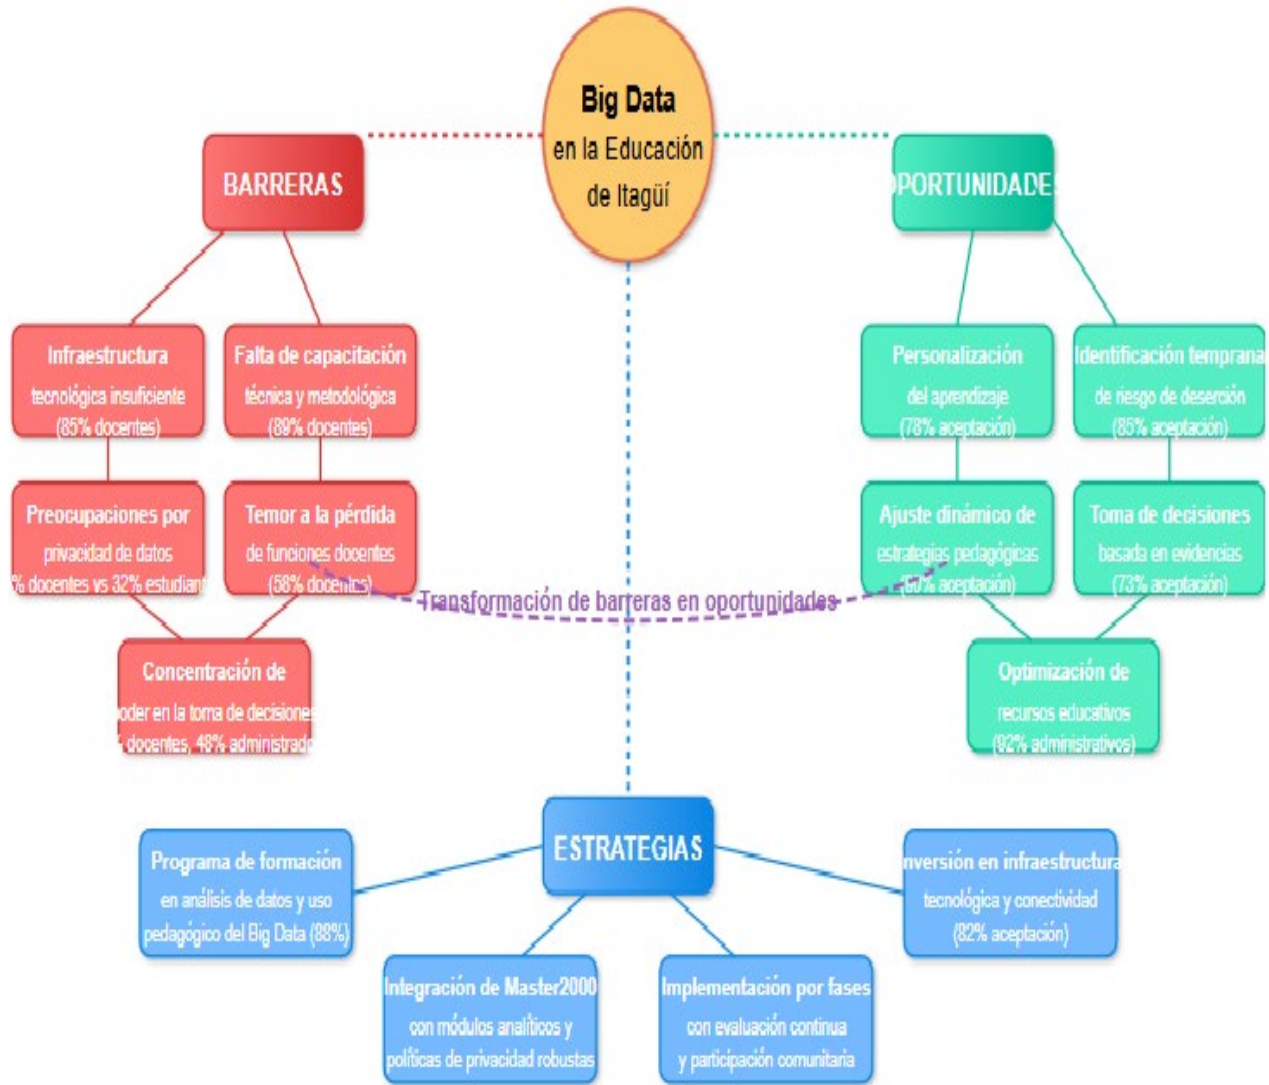 Big Data
en la Educación
de Itagüí
BARRERAS
OPORTUNIDADES
Infraestructura
tecnológica insuficiente
(85% docentes)
Falta de capacitación
técnica y metodológica
(89% docentes)
Personalización
del aprendizaje
(78% aceptación)
Identificación temprana
de riesgo de deserción
(85% aceptación)
Preocupaciones por
privacidad de datos
% docentes vs 32% estudiant
Temor a la pérdida
de funciones docentes
(58% docentes)
Ajuste dinámico de
estrategias pedagógicas
aceptación)
Toma de decisiones
basada en evidencias
(73% aceptación)
Transformación de barreras en oportunidades
Concentración de
poder en la toma de decisiones
docentes, 48% administrado
Optimización de
recursos educativos
(92% administrativos)
ESTRATEGIAS
Programa de formación
en análisis de datos y uso
pedagógico del Big Data (88%)
nversión en infraestructura
tecnológica y conectividad
(82% aceptación)
Integración de Master2000
con módulos analíticos y
políticas de privacidad robustas
Implementación por fases
con evaluación continua
y participación comunitaria